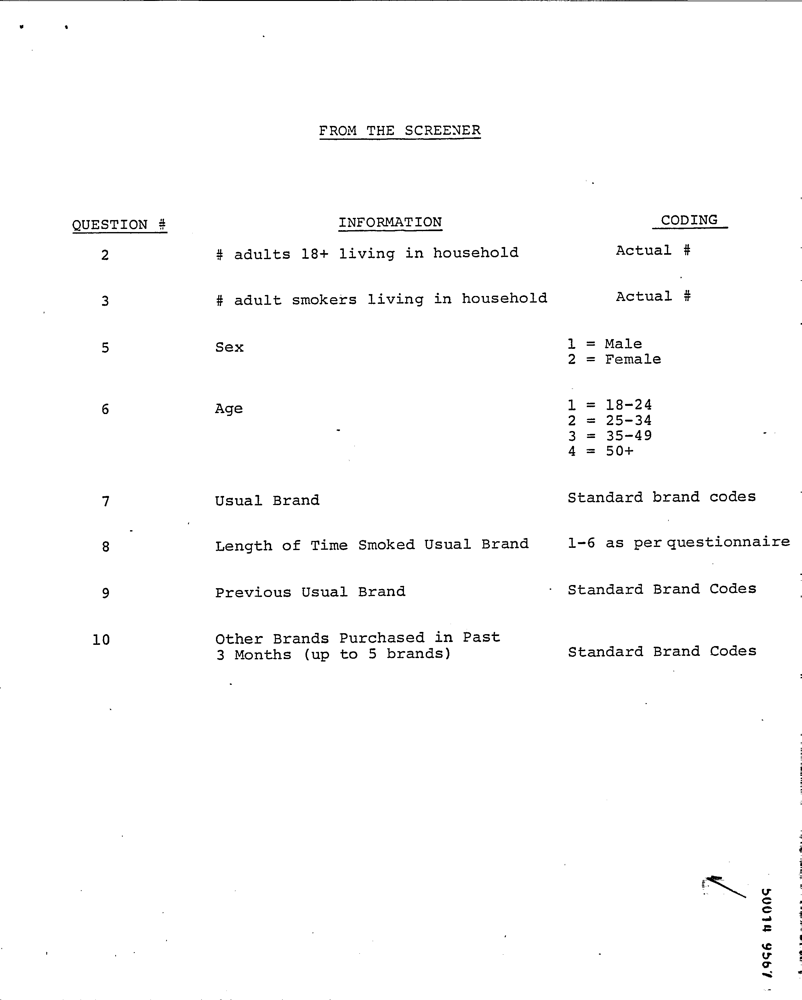 FROM THE SCREENER
QUESTION # INFORMATION CODING
2 # adults 18+ living in household Actual #
3 # adult smokers living in household Actual #
5 Sex 1 = Male
2 = Female
6 Age 1 = 18-24
2 = 25-34
3 = 35-49
4 = 50+
7 Usual Brand Standard brand codes
8 Length of Time Smoked Usual Brand 1-6 as per questionnaire
9 Previous Usual Brand Standard Brand Codes
10 Other Brands Purchased in Past
3 Months (up to 5 brands) Standard Brand Codes
50014 9567